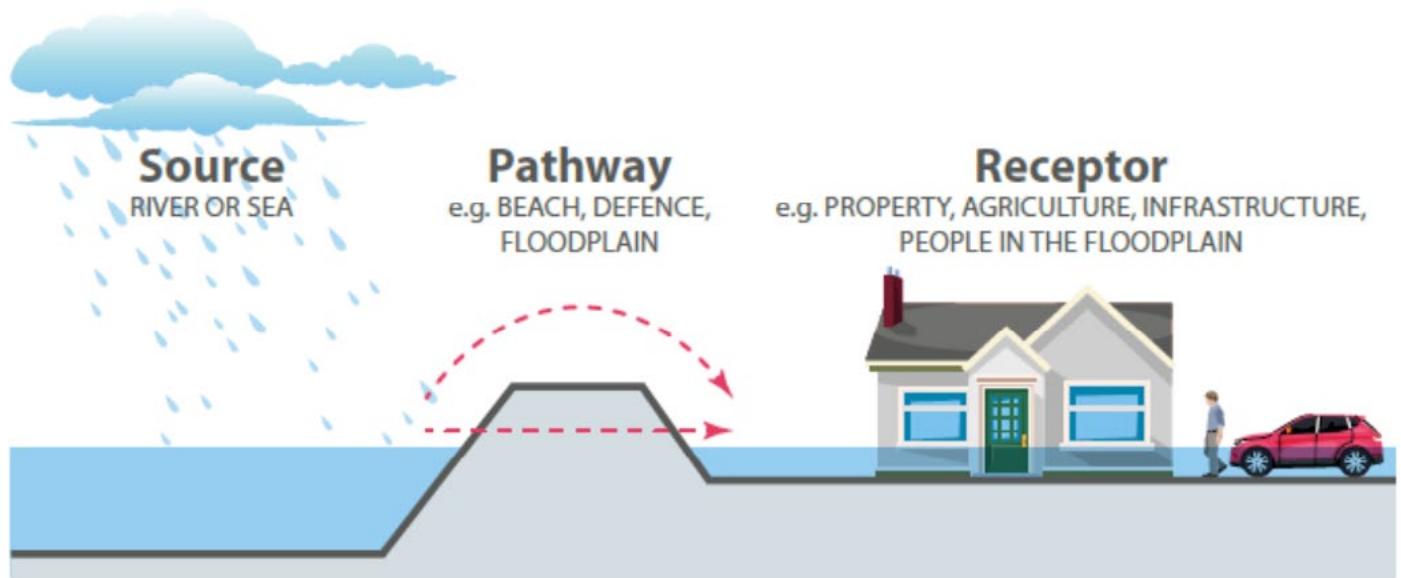 Source
RIVER OR SEA
Pathway
e.g. BEACH, DEFENCE,
FLOODPLAIN
Receptor
e.g. PROPERTY, AGRICULTURE, INFRASTRUCTURE,
PEOPLE IN THE FLOODPLAIN